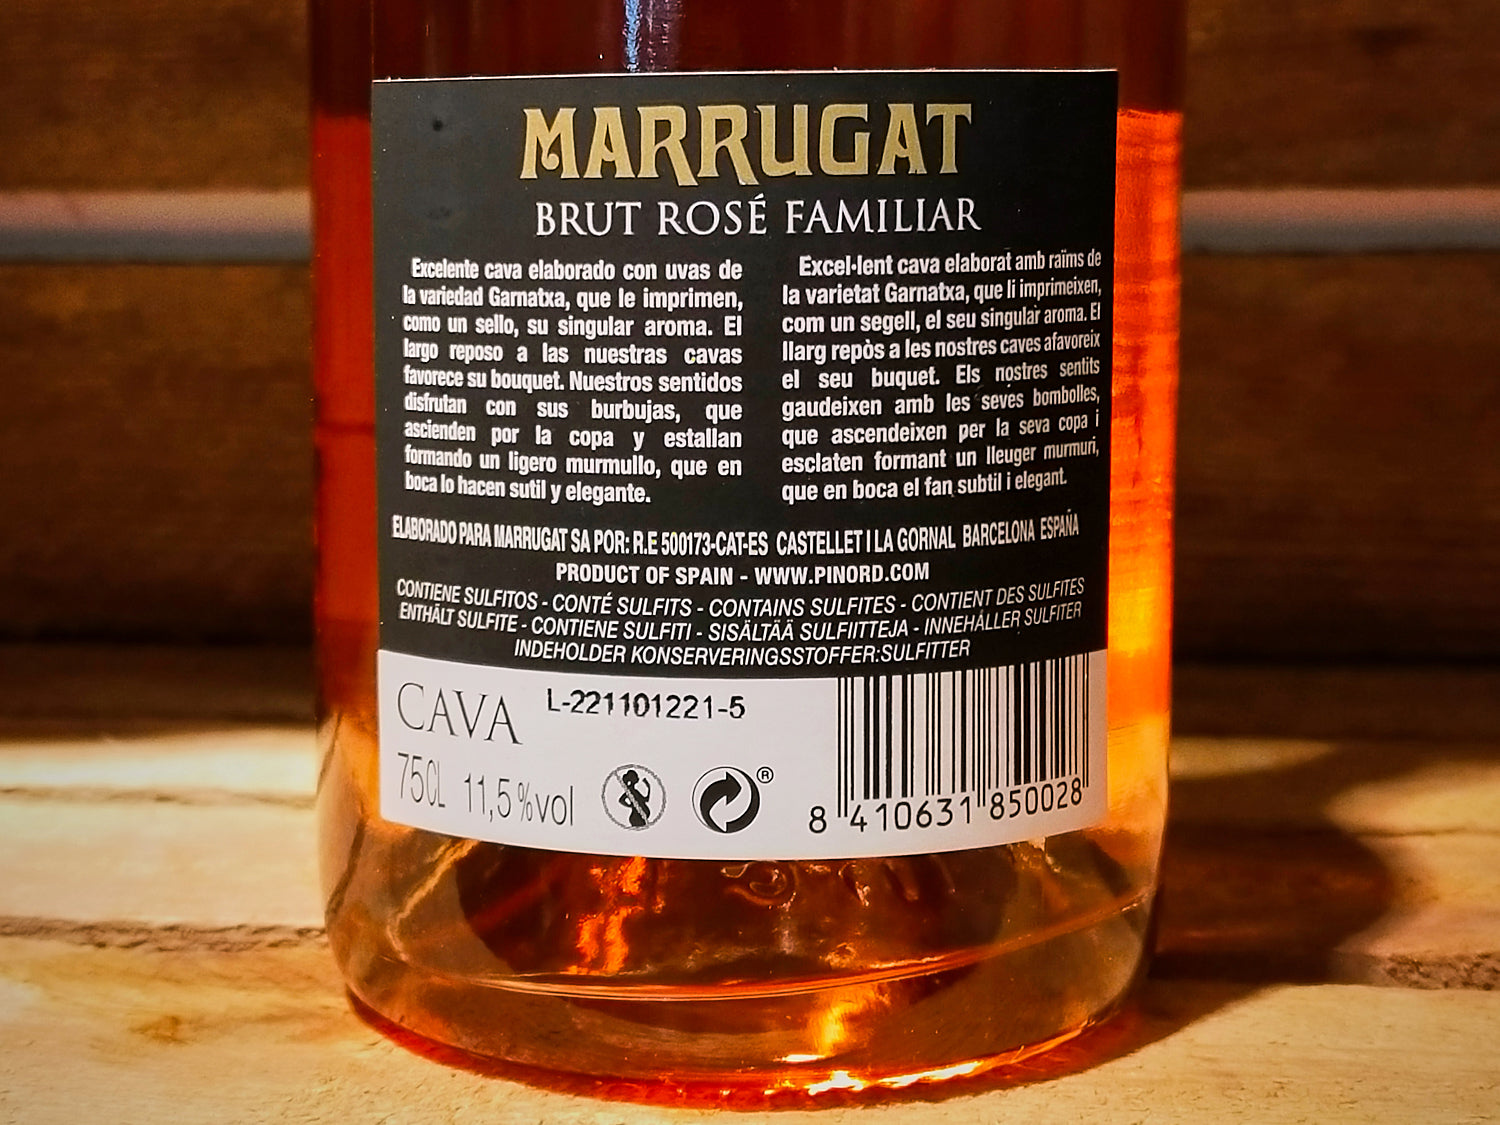 MARRUGAT
BRUT ROSÉ FAMILIAR
Excelente cava elaborado con uvas de
la variedad Garnatxa, que le imprimen,
como un sello, su singular aroma. El
largo reposo a las nuestras cavas
favorece su bouquet. Nuestros sentidos
disfrutan con sus burbujas, que
ascienden por la copa y estallan
formando un ligero murmullo, que en
boca lo hacen sutil y elegante.
Excel·lent cava elaborat amb raïms de
la varietat Garnatxa, que li imprimeixen,
com un segell, el seu singular aroma. El
llarg repòs a les nostres caves afavoreix
el seu buquet. Els nostres sentits
gaudeixen amb les seves bombolles,
que ascendeixen per la seva copa i
esclaten formant un lleuger murmuri,
que en boca el fan subtil i elegant.
ELABORADO PARA MARRUGAT SA POR: R.E 500173-CAT-ES CASTELLET I LA GORNAL BARCELONA ESPAÑA
PRODUCT OF SPAIN - WWW.PINORD.COM
CONTIENE SULFITOS - CONTÉ SULFITS - CONTAINS SULFITES - CONTIENT DES SULFITES
ENTHÄLT SULFITE - CONTIENE SULFITI - SISÄLTÄÄ SULFIITTEJA - INNEHÅLLER SULFITER
INDEHOLDER KONSERVERINGSSTOFFER:SULFITTER
CAVA L-221101221-5
75CL 11,5%vol ®
8 410631 850028